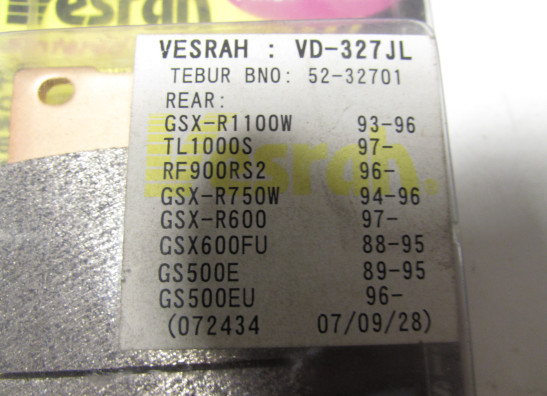 vesrah
VESRAH : VD-327JL
TEBUR BNO: 52-32701
REAR:
GSX-R1100W 93-96
TL1000S 97-
RF900RS2 96-
GSX-R750W 94-96
GSX-R600 97-
GSX600FU 88-95
GS500E 89-95
GS500EU 96-
(072434 07/09/28)